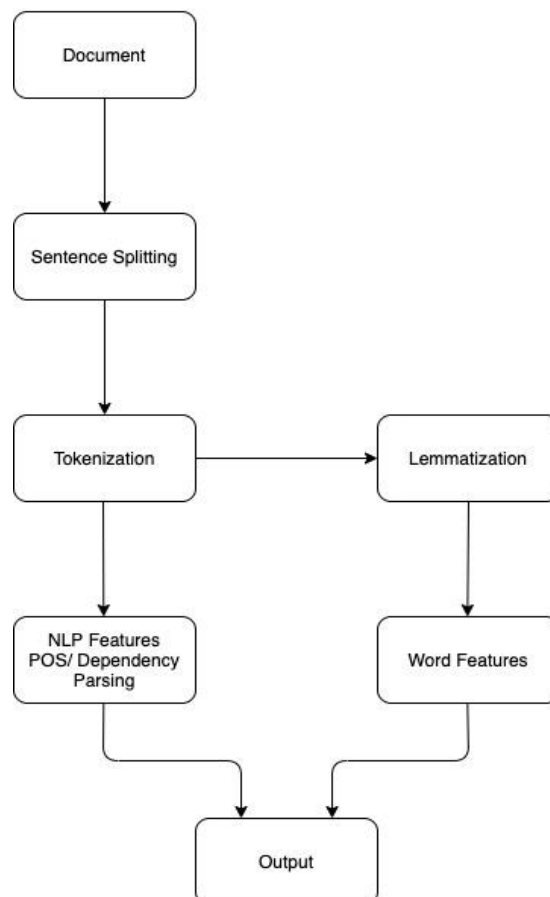 Document
Sentence Splitting
Tokenization
Lemmatization
NLP Features
POS/ Dependency
Parsing
Word Features
Output